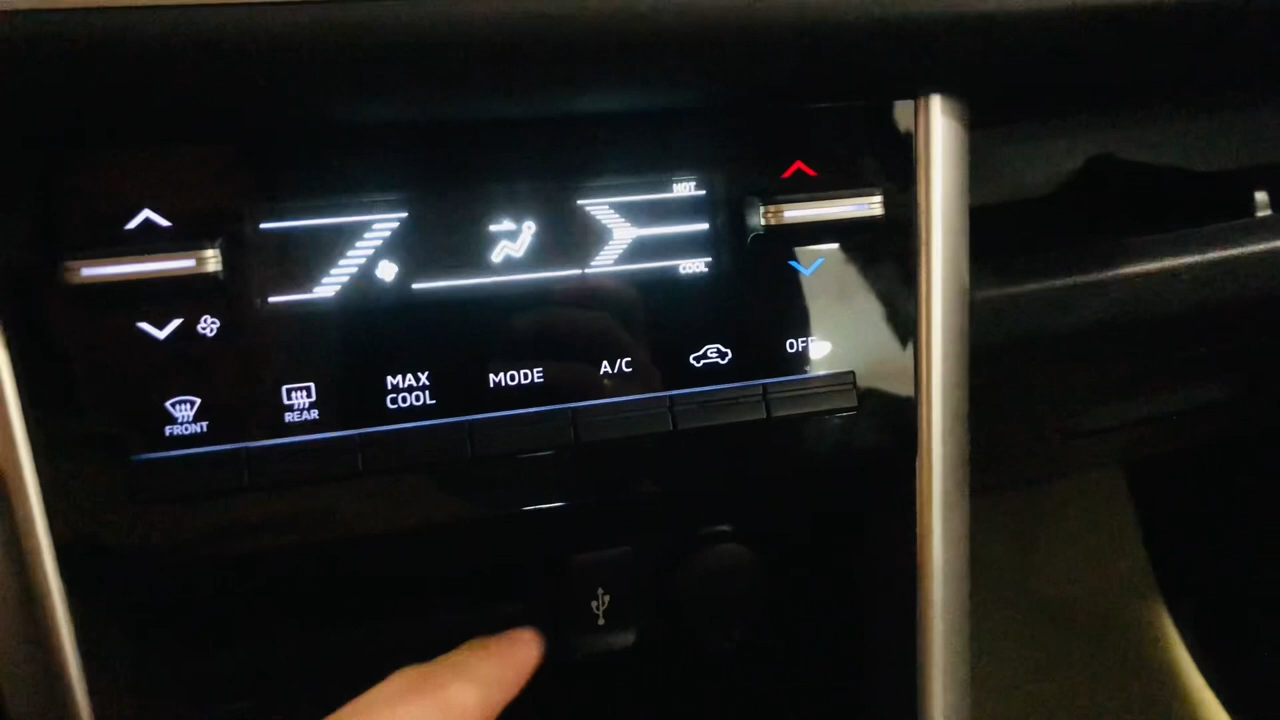 HOT
COOL
FRONT
REAR
MAX
COOL
MODE
A/C
OFF